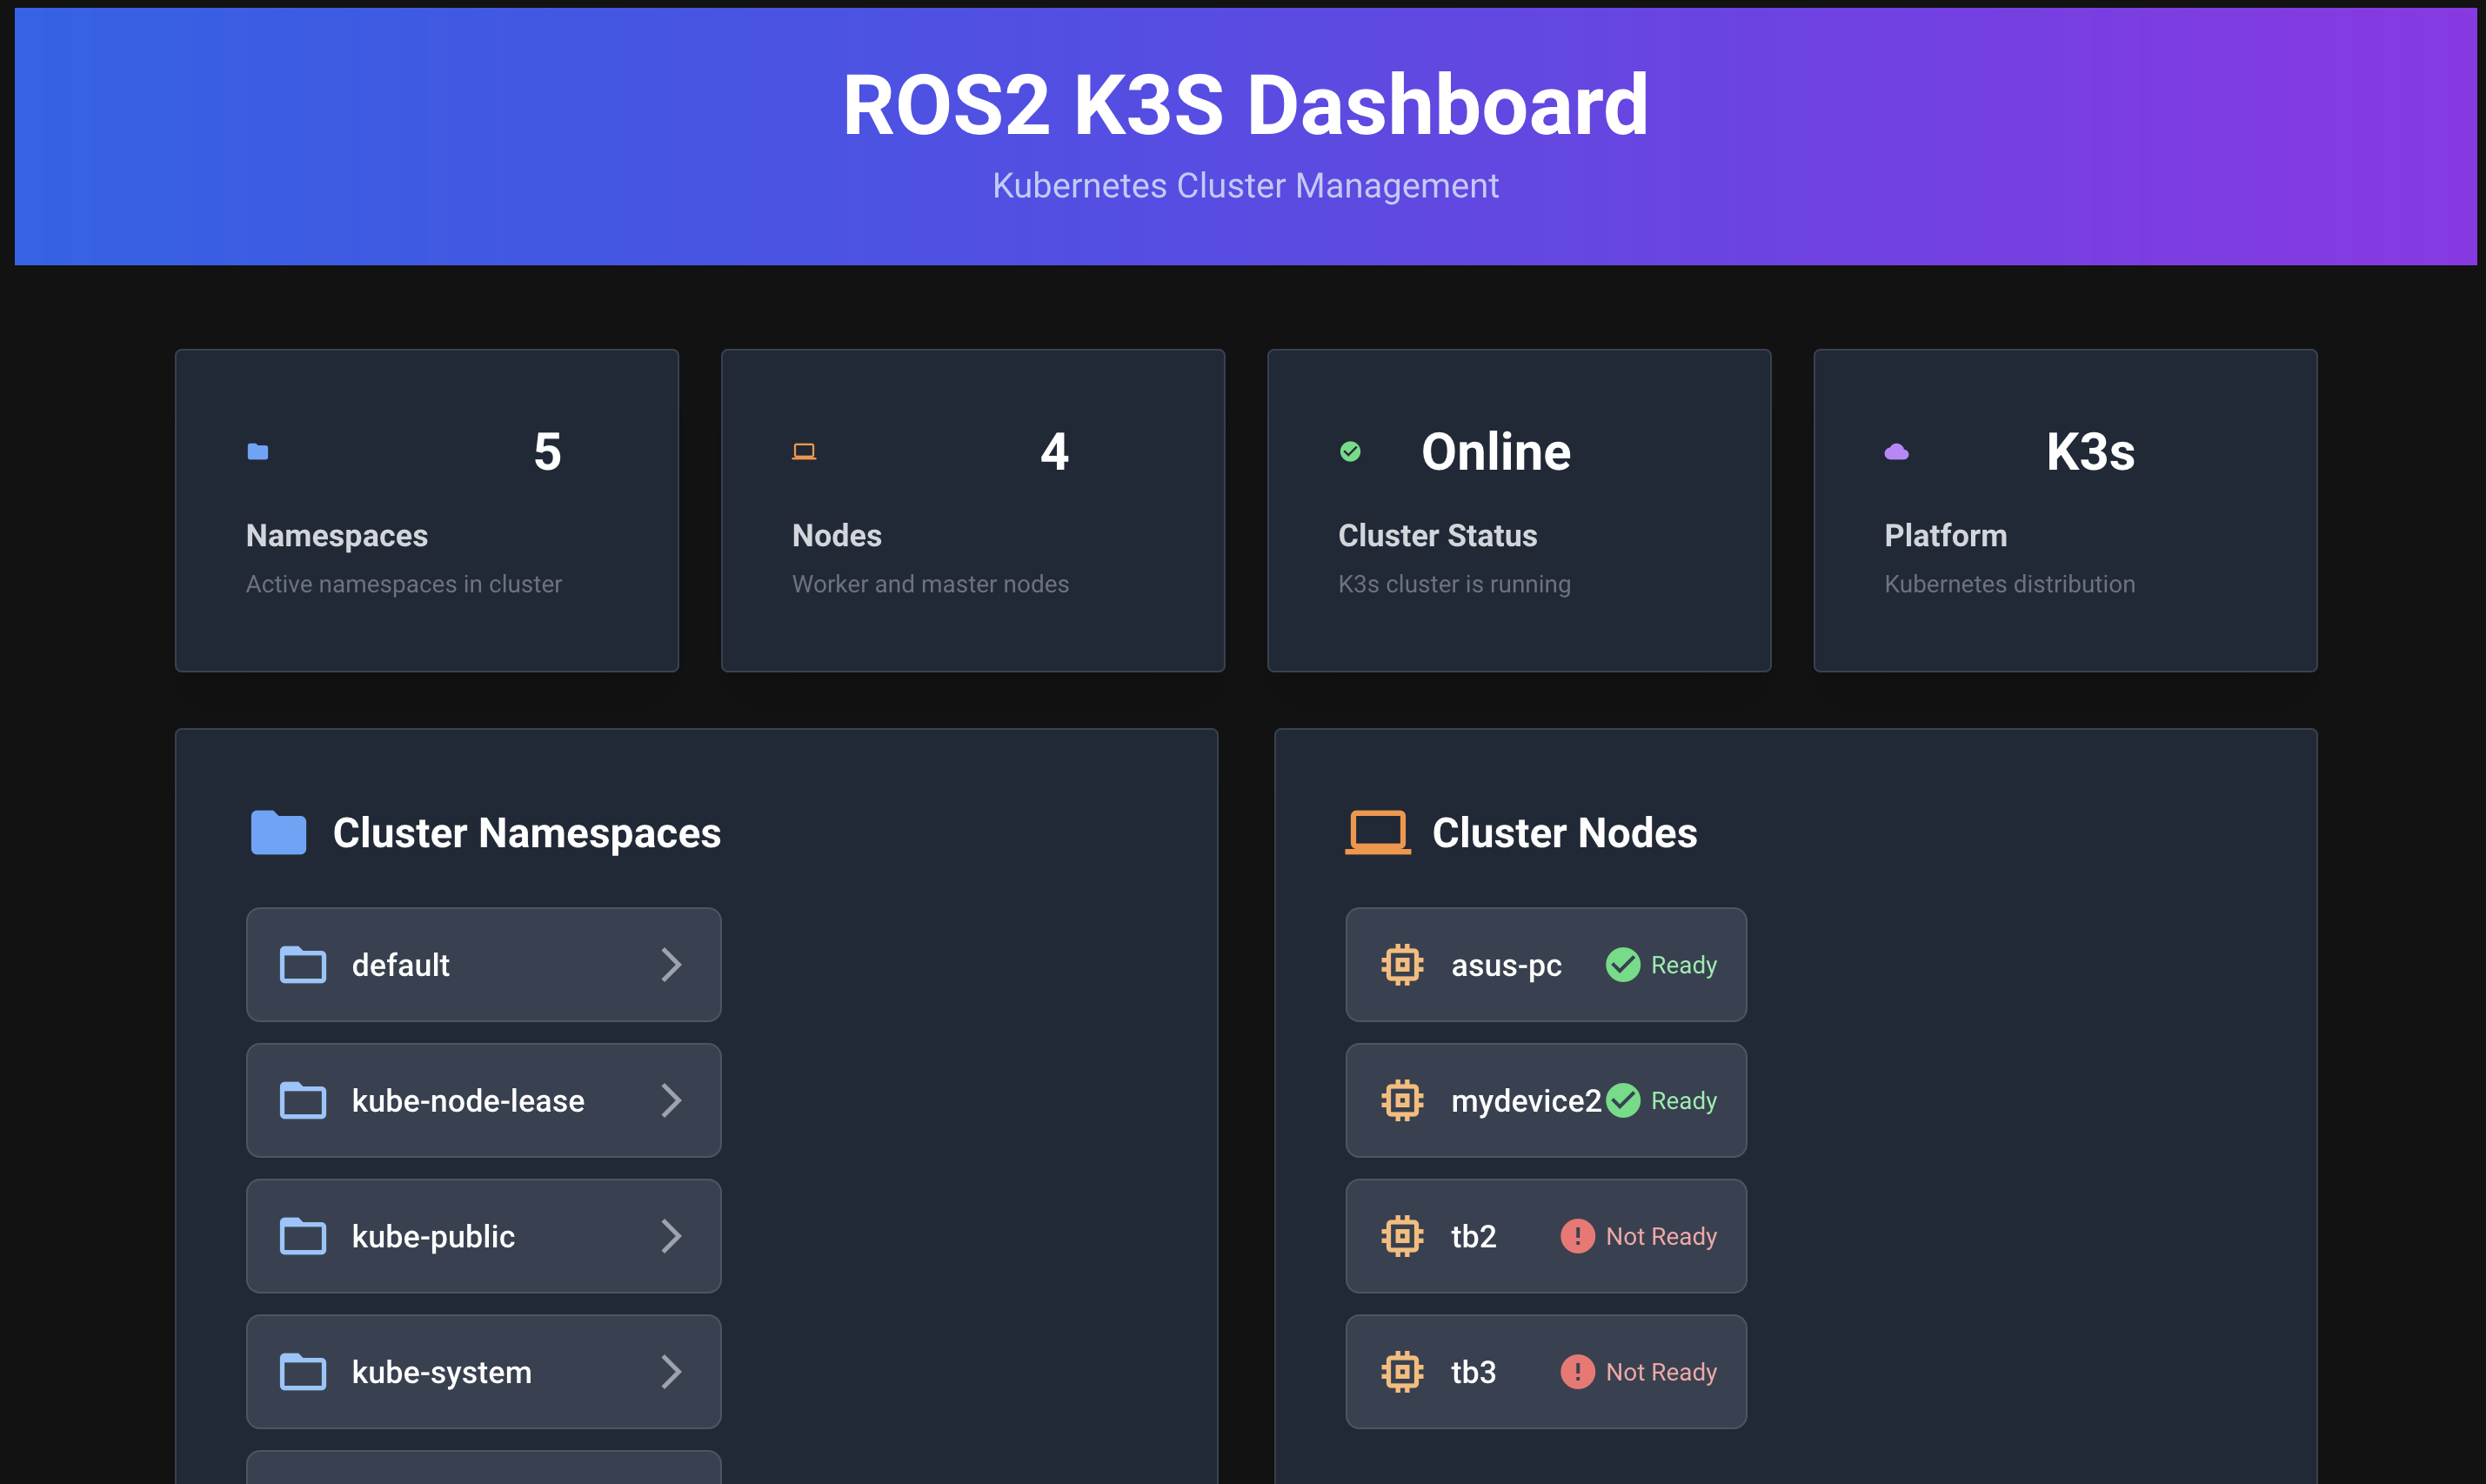 ROS2 K3S Dashboard
Kubernetes Cluster Management
5
Namespaces
Active namespaces in cluster
4
Nodes
Worker and master nodes
Online
Cluster Status
K3s cluster is running
K3s
Platform
Kubernetes distribution
Cluster Namespaces
default
kube-node-lease
kube-public
kube-system
Cluster Nodes
asus-pc Ready
mydevice2 Ready
tb2 Not Ready
tb3 Not Ready